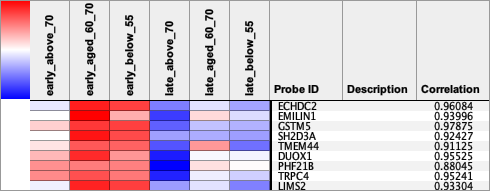 early_above_70
early_aged_60_70
early_below_55
late_above_70
late_aged_60_70
late_below_55
Probe ID Description Correlation
ECHDC2 0.96084
EMILIN1 0.93996
GSTM5 0.97875
SH2D3A 0.92427
TMEM44 0.91125
DUOX1 0.95525
PHF21B 0.88045
TRPC4 0.95241
LIMS2 0.93304